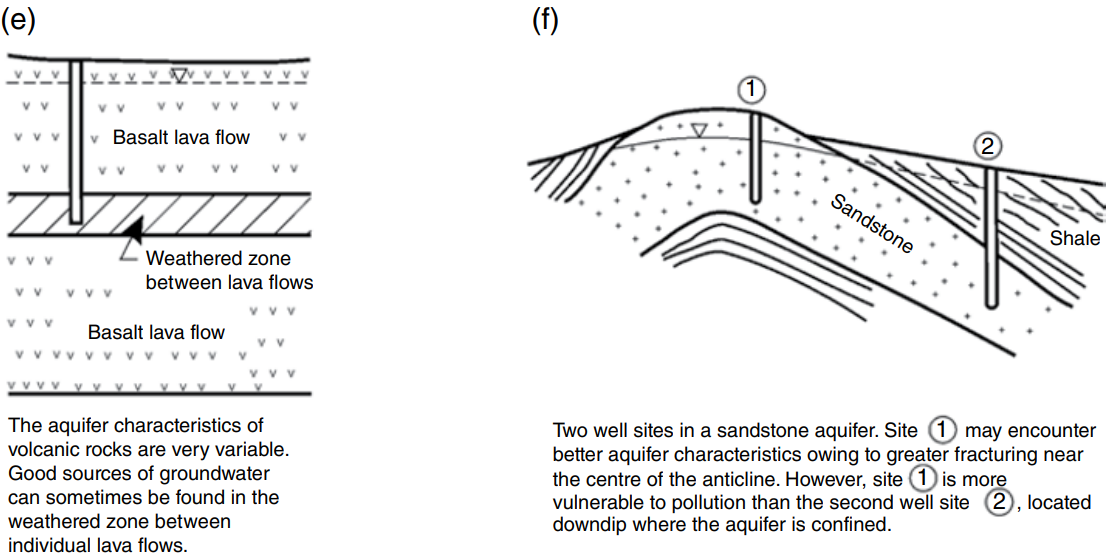 (e)
Basalt lava flow
Weathered zone
between lava flows
Basalt lava flow
The aquifer characteristics of
volcanic rocks are very variable.
Good sources of groundwater
can sometimes be found in the
weathered zone between
individual lava flows.
(f)
1
2
Sandstone
Shale
Two well sites in a sandstone aquifer. Site 1 may encounter
better aquifer characteristics owing to greater fracturing near
the centre of the anticline. However, site 1 is more
vulnerable to pollution than the second well site 2, located
downdip where the aquifer is confined.